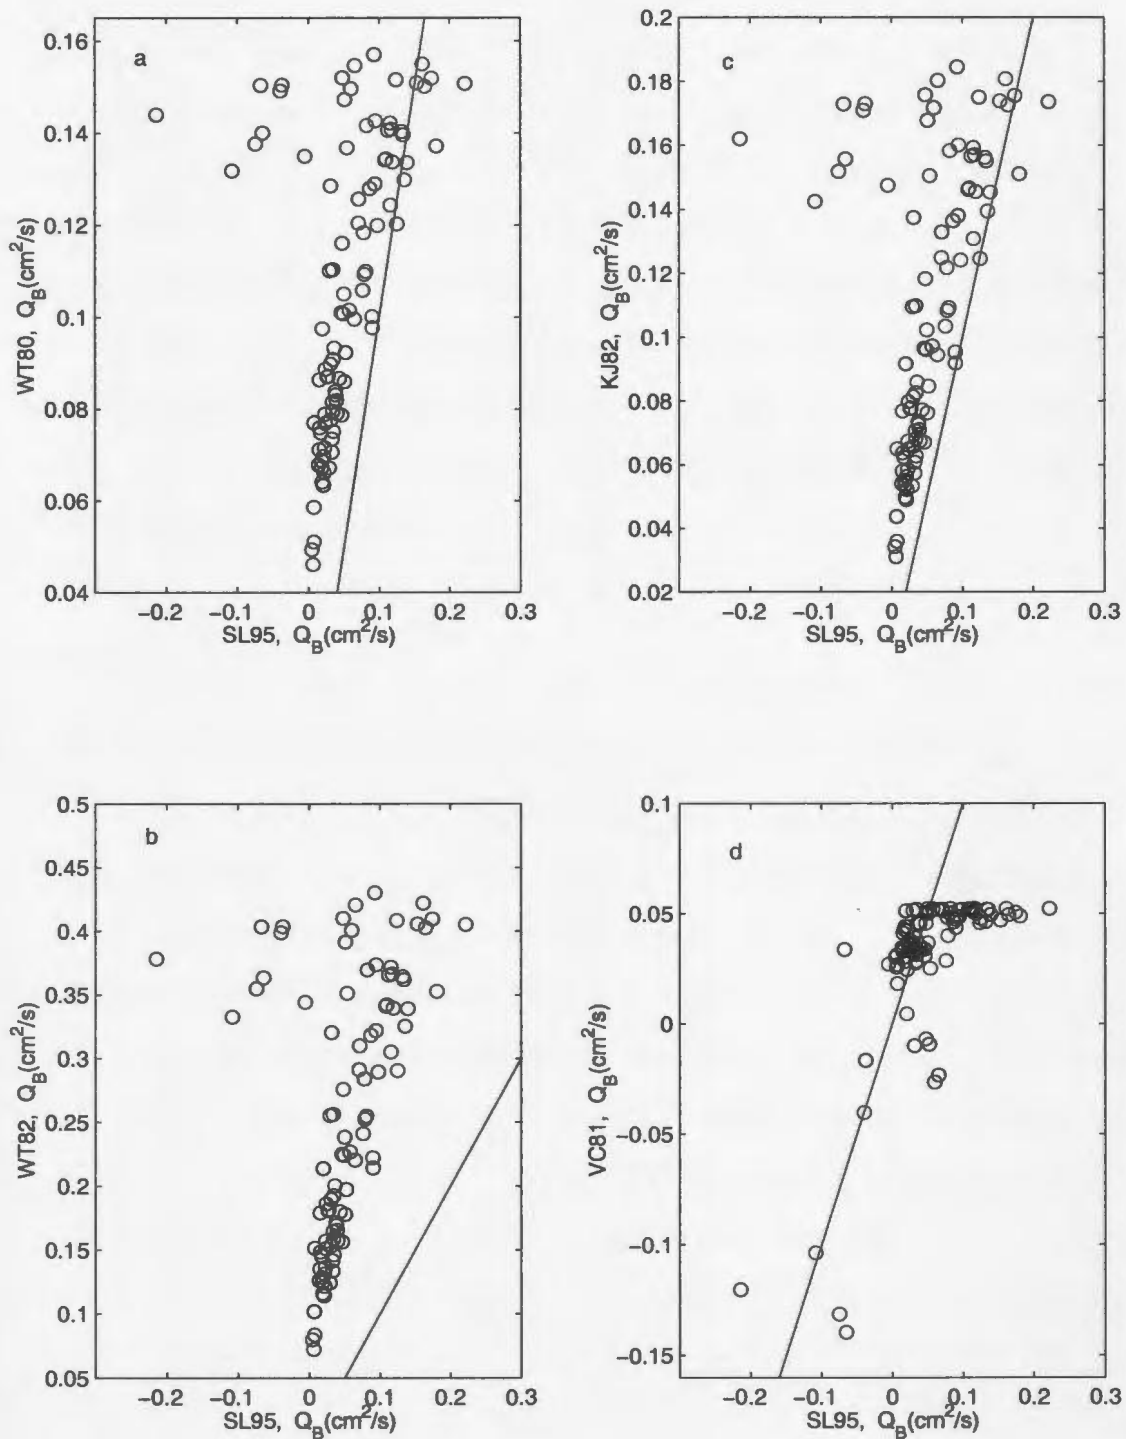 a
0.16
0.14
0.12
0.1
0.08
0.06
0.04
WT80, Q_B(cm²/s)
−0.2 −0.1 0 0.1 0.2 0.3
SL95, Q_B(cm²/s)
c
0.2
0.18
0.16
0.14
0.12
0.1
0.08
0.06
0.04
0.02
KJ82, Q_B(cm²/s)
−0.2 −0.1 0 0.1 0.2 0.3
SL95, Q_B(cm²/s)
b
0.5
0.45
0.4
0.35
0.3
0.25
0.2
0.15
0.1
0.05
WT82, Q_B(cm²/s)
−0.2 −0.1 0 0.1 0.2 0.3
SL95, Q_B(cm²/s)
d
0.1
0.05
0
−0.05
−0.1
−0.15
VC81, Q_B(cm²/s)
−0.2 −0.1 0 0.1 0.2 0.3
SL95, Q_B(cm²/s)